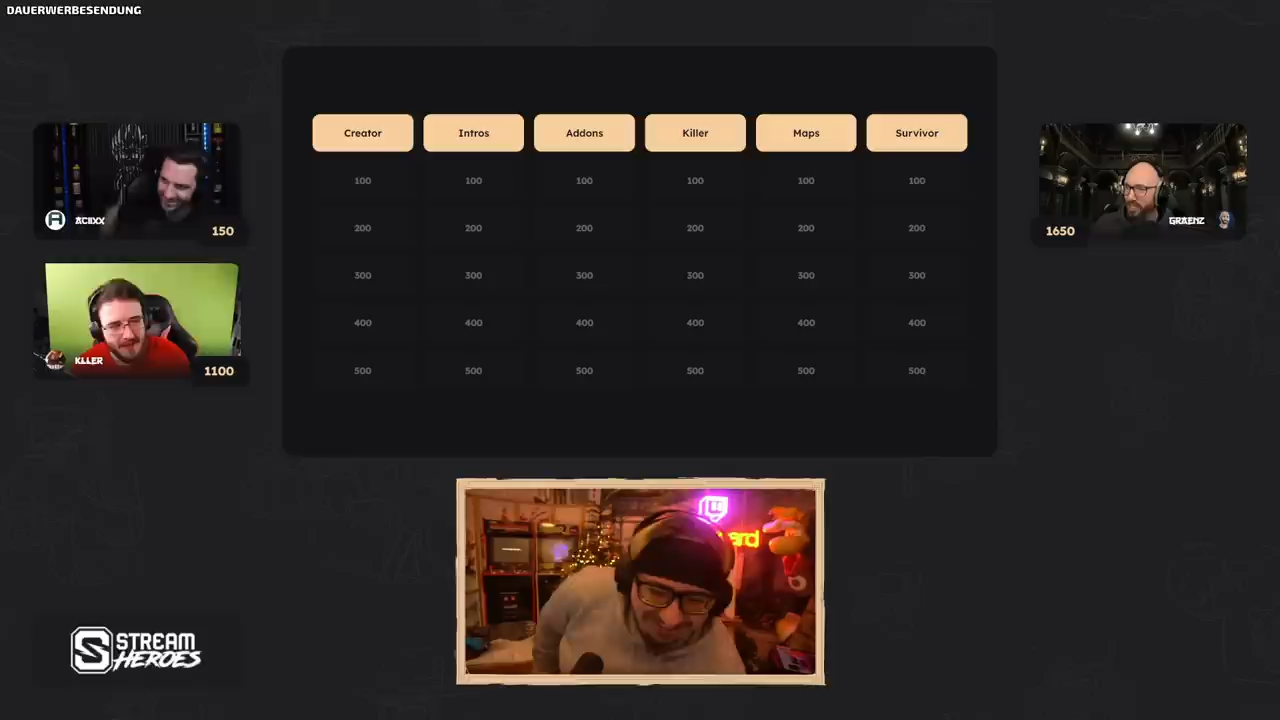 DAUERWERBESENDUNG
Creator Intros Addons Killer Maps Survivor
100 100 100 100 100 100
200 200 200 200 200 200
300 300 300 300 300 300
400 400 400 400 400 400
500 500 500 500 500 500
ACIIXX
150
KLLER
1100
GRAENZ
1650
STREAM
HEROES